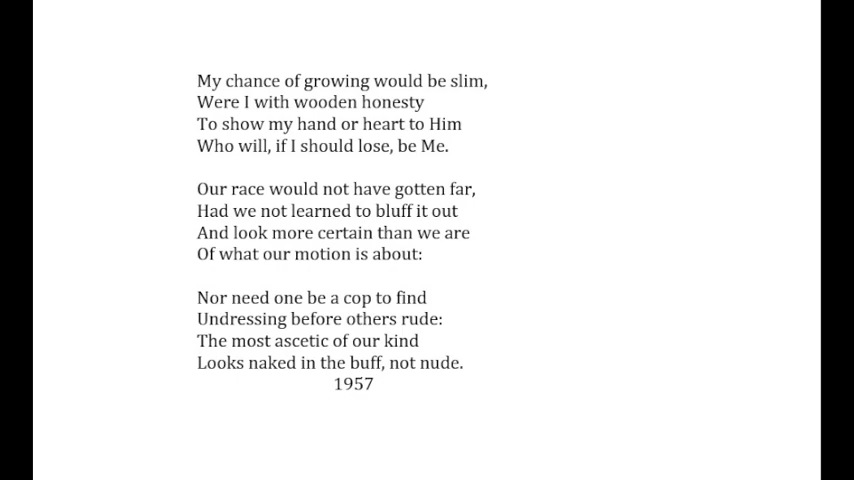 My chance of growing would be slim,
Were I with wooden honesty
To show my hand or heart to Him
Who will, if I should lose, be Me.
Our race would not have gotten far,
Had we not learned to bluff it out
And look more certain than we are
Of what our motion is about:
Nor need one be a cop to find
Undressing before others rude:
The most ascetic of our kind
Looks naked in the buff, not nude.
1957